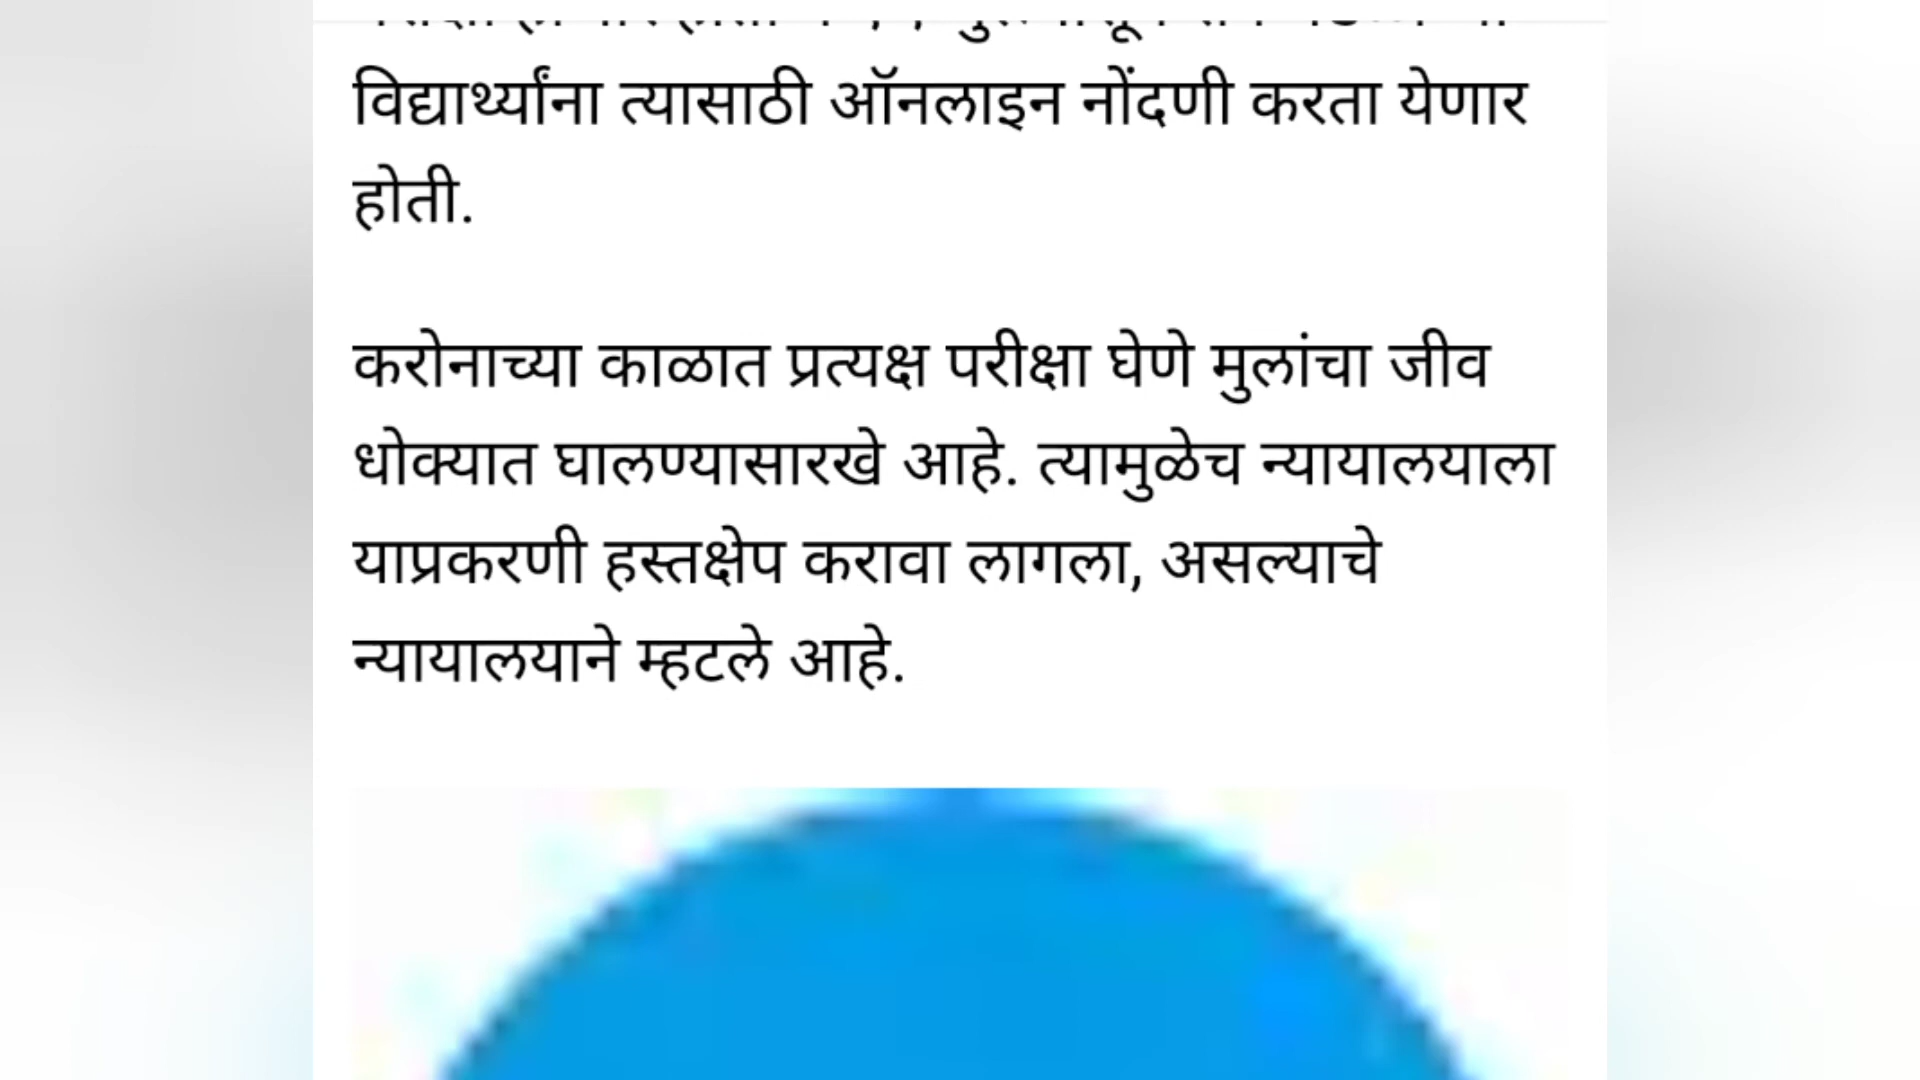 विद्यार्थ्यांना त्यासाठी ऑनलाइन नोंदणी करता येणार
होती.
करोनाच्या काळात प्रत्यक्ष परीक्षा घेणे मुलांचा जीव
धोक्यात घालण्यासारखे आहे. त्यामुळेच न्यायालयाला
याप्रकरणी हस्तक्षेप करावा लागला, असल्याचे
न्यायालयाने म्हटले आहे.